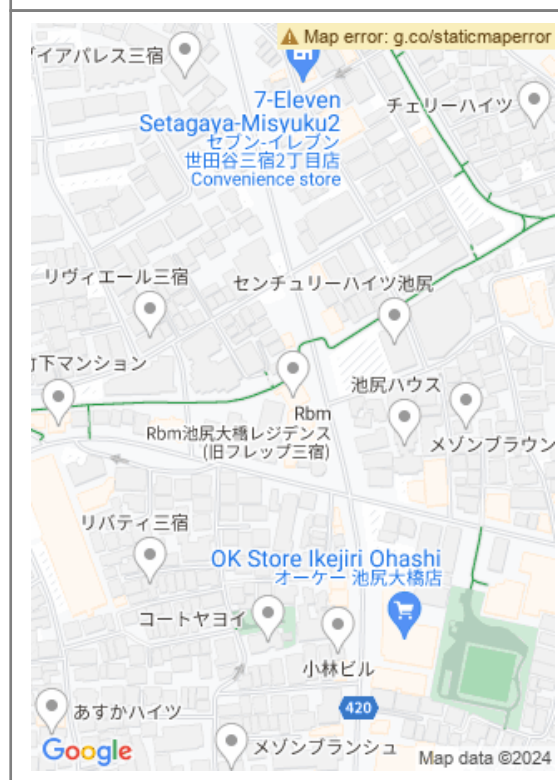 Map error: g.co/staticmaperror
イアパレス三宿
7-Eleven
Setagaya-Misyuku2
セブン-イレブン
世田谷三宿2丁目店
Convenience store
チェリーハイツ
リヴィエール三宿
センチュリーハイツ池尻
竹下マンション
池尻ハウス
Rbm
Rbm池尻大橋レジデンス
(旧フレップ三宿)
メゾンブラウン
リバティ三宿
OK Store Ikejiri Ohashi
オーケー 池尻大橋店
コートヤヨイ
小林ビル
420
あすかハイツ
メゾンブランシュ
Google
Map data ©2024